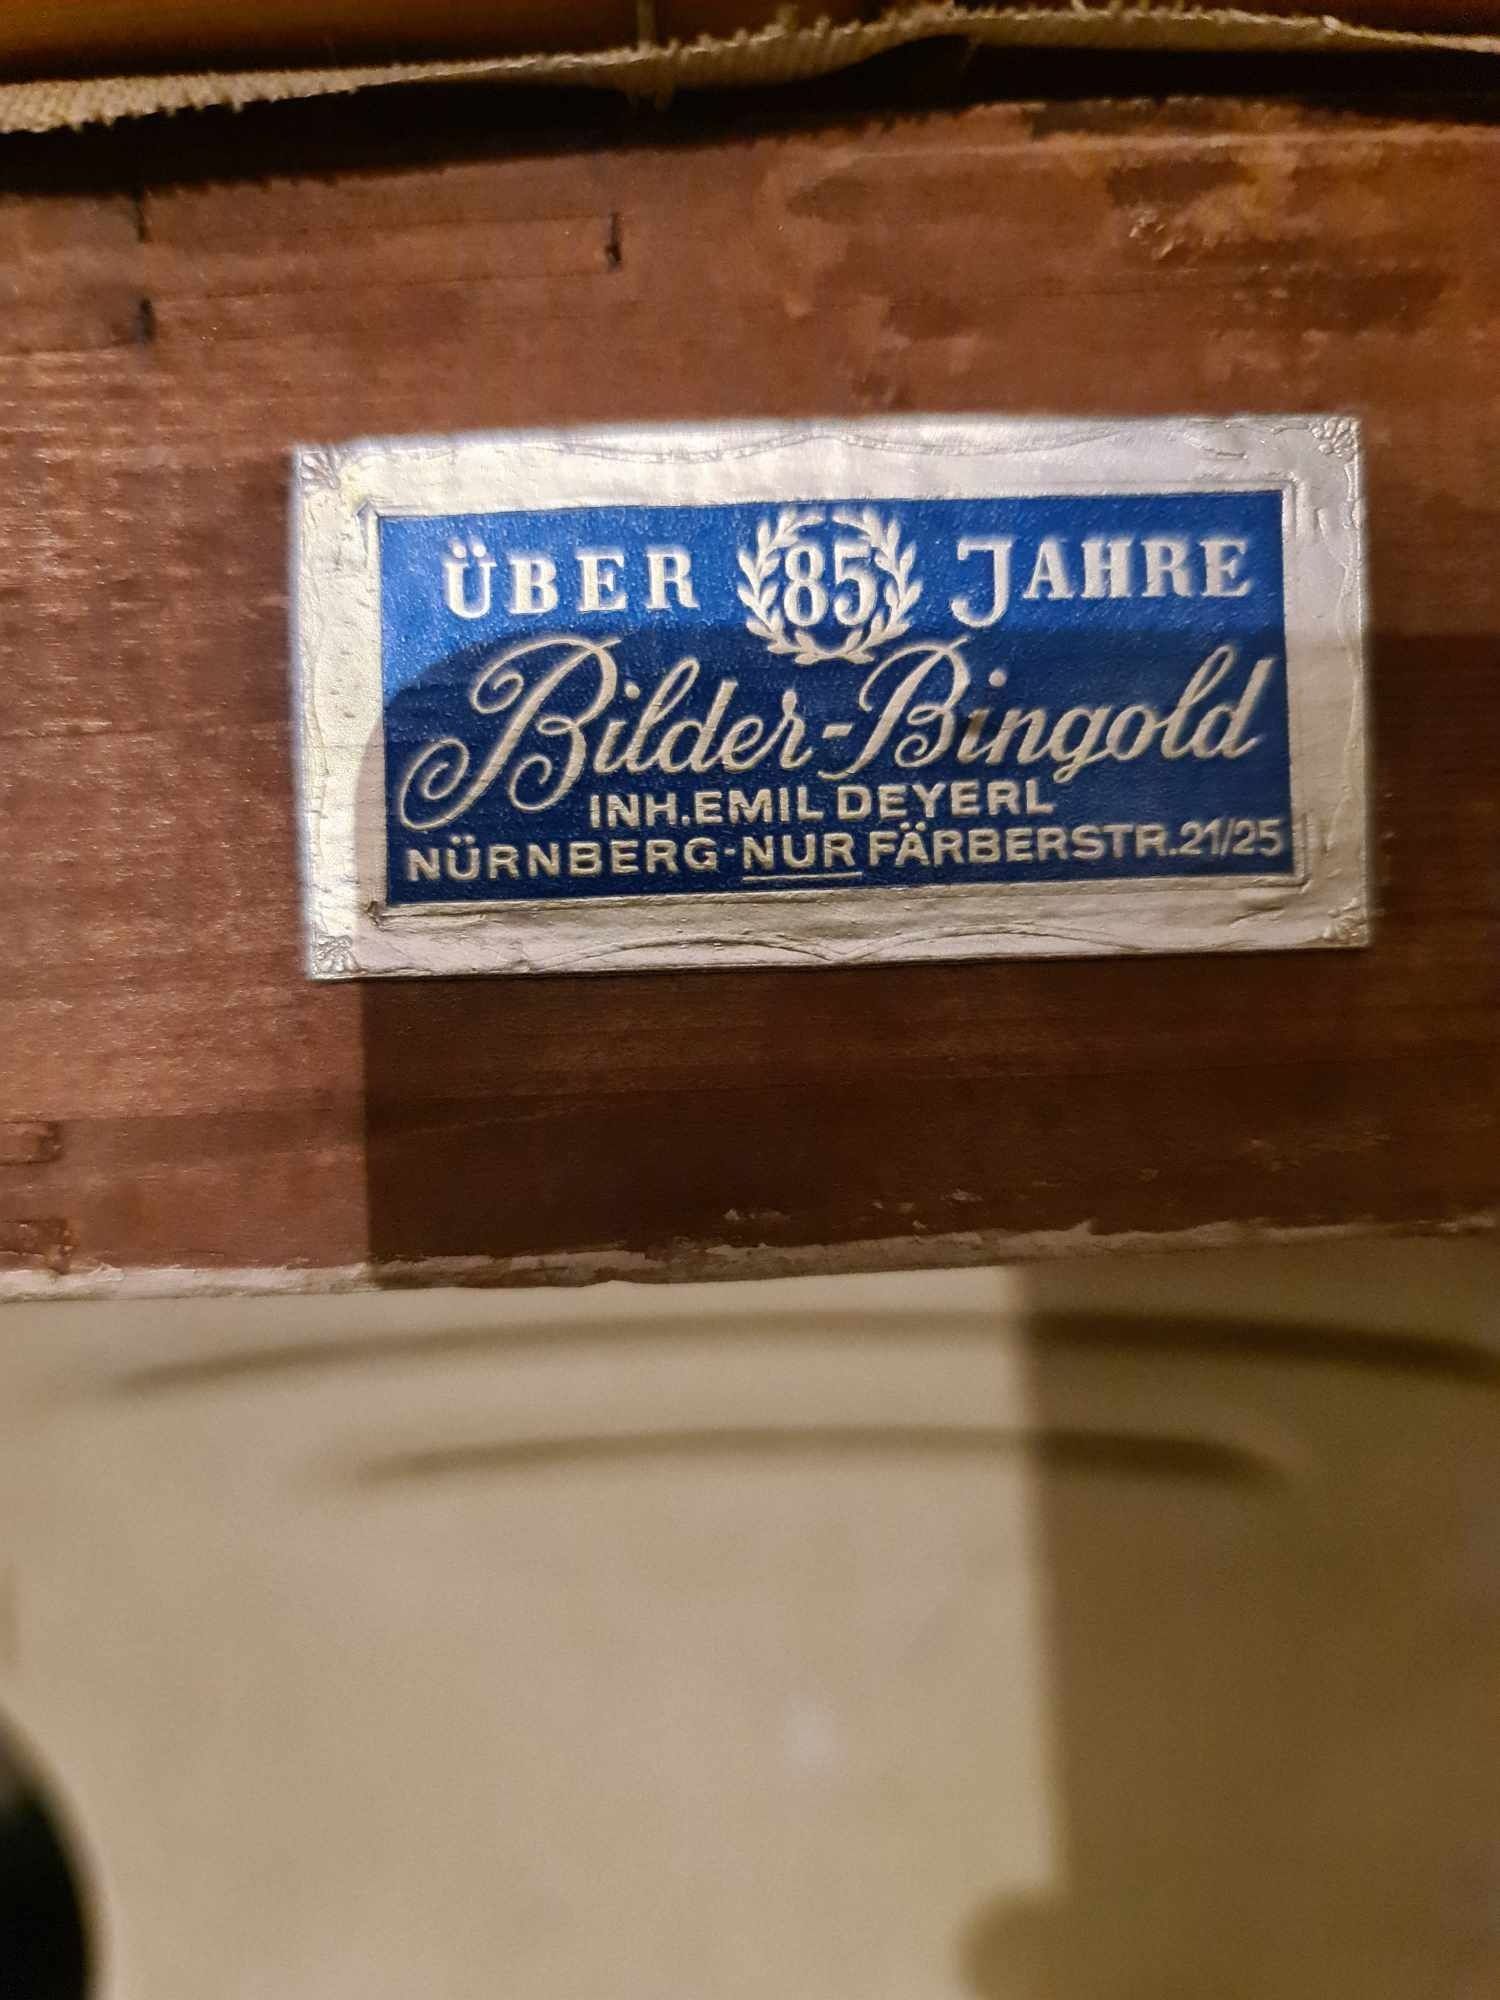 ÜBER 85 JAHRE
Bilder-Bingold
INH.EMIL DEYERL
NÜRNBERG-NUR FÄRBERSTR.21/25